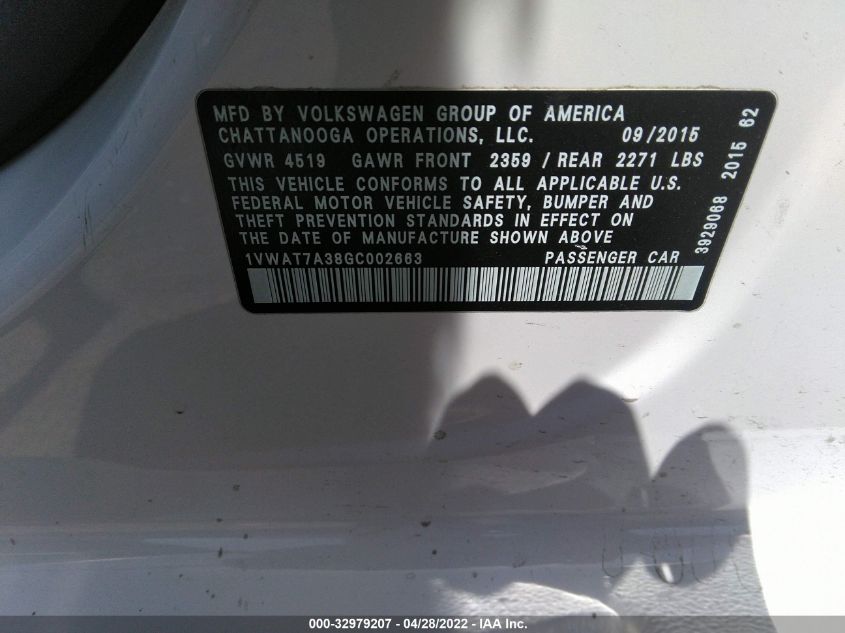 MFD BY VOLKSWAGEN GROUP OF AMERICA
CHATTANOOGA OPERATIONS, LLC. 09/2015
GVWR 4519 GAWR FRONT 2359 / REAR 2271 LBS
THIS VEHICLE CONFORMS TO ALL APPLICABLE U.S.
FEDERAL MOTOR VEHICLE SAFETY, BUMPER AND
THEFT PREVENTION STANDARDS IN EFFECT ON
THE DATE OF MANUFACTURE SHOWN ABOVE
1VWAT7A38GC002663 PASSENGER CAR
3929068 2015 62
000-32979207 - 04/28/2022 - IAA Inc.